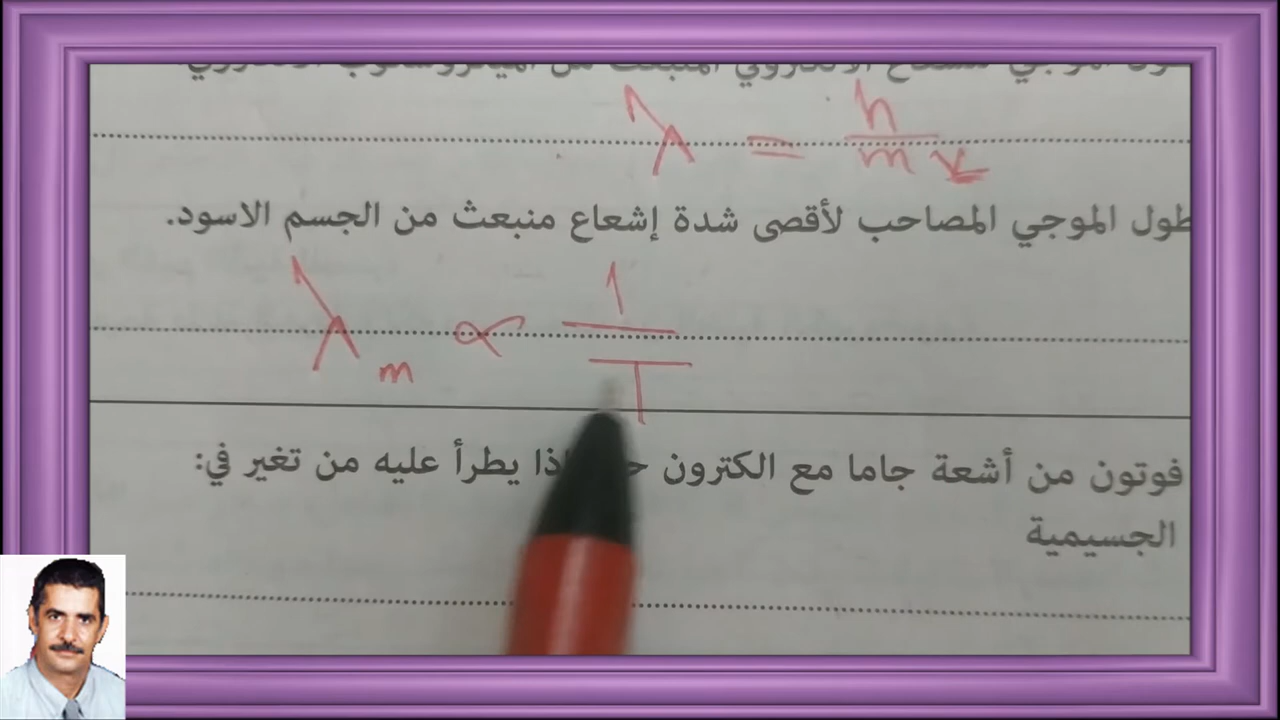 λ = h / mv
طول الموجي المصاحب لأقصى شدة إشعاع منبعث من الجسم الاسود.
λm ∝ 1 / T
فوتون من أشعة جاما مع الكترون يطرأ عليه من تغير في:
الجسيمية